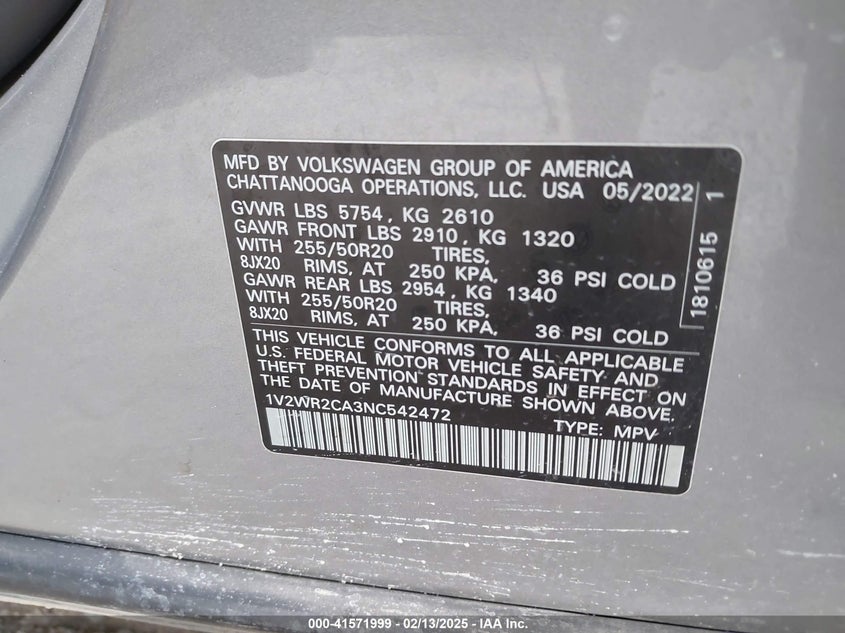 MFD BY VOLKSWAGEN GROUP OF AMERICA
CHATTANOOGA OPERATIONS, LLC. USA 05/2022
GVWR LBS 5754, KG 2610
GAWR FRONT LBS 2910, KG 1320
WITH 255/50R20 TIRES,
8JX20 RIMS, AT 250 KPA, 36 PSI COLD
GAWR REAR LBS 2954, KG 1340
WITH 255/50R20 TIRES,
8JX20 RIMS, AT 250 KPA, 36 PSI COLD
1810615 1
THIS VEHICLE CONFORMS TO ALL APPLICABLE
U.S. FEDERAL MOTOR VEHICLE SAFETY AND
THEFT PREVENTION STANDARDS IN EFFECT ON
THE DATE OF MANUFACTURE SHOWN ABOVE.
1V2WR2CA3NC542472 TYPE: MPV
000-41571999 — 02/13/2025 — IAA Inc.